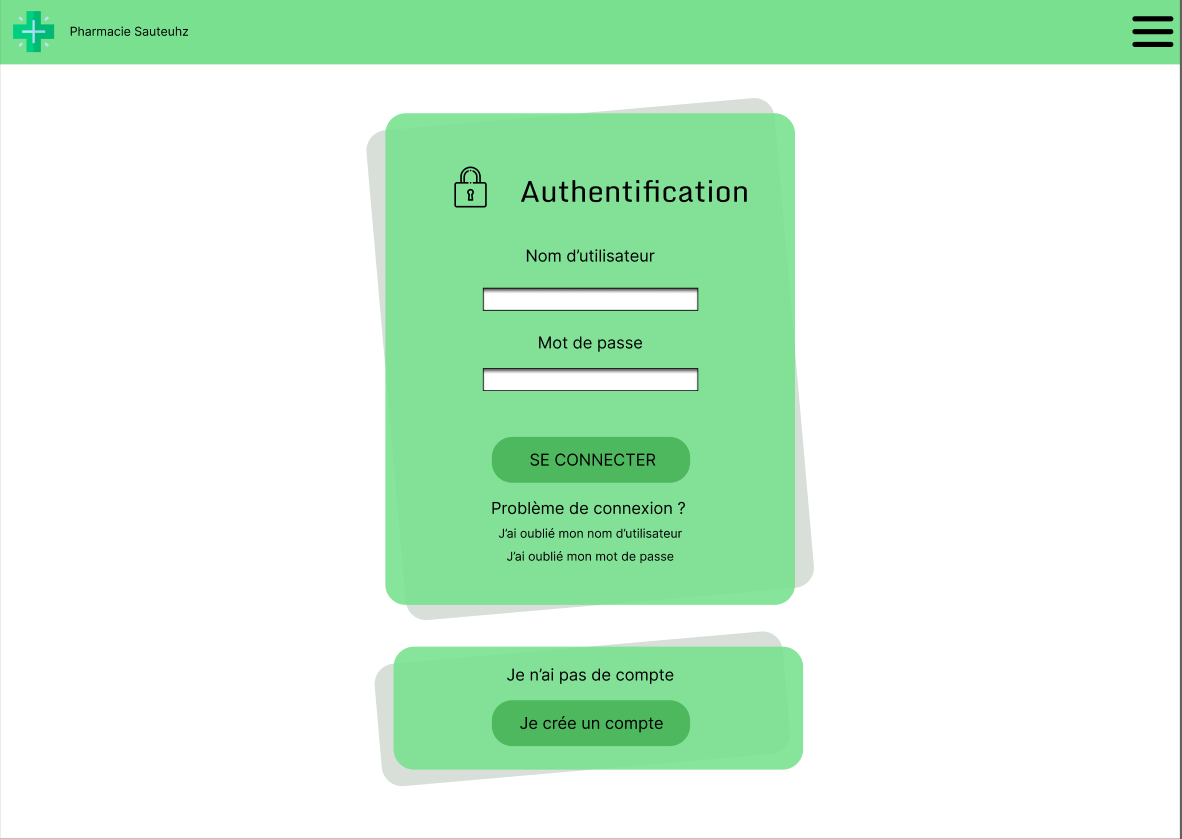 Pharmacie Sauteuhz
Authentification
Nom d’utilisateur
Mot de passe
SE CONNECTER
Problème de connexion ?
J’ai oublié mon nom d’utilisateur
J’ai oublié mon mot de passe
Je n’ai pas de compte
Je crée un compte